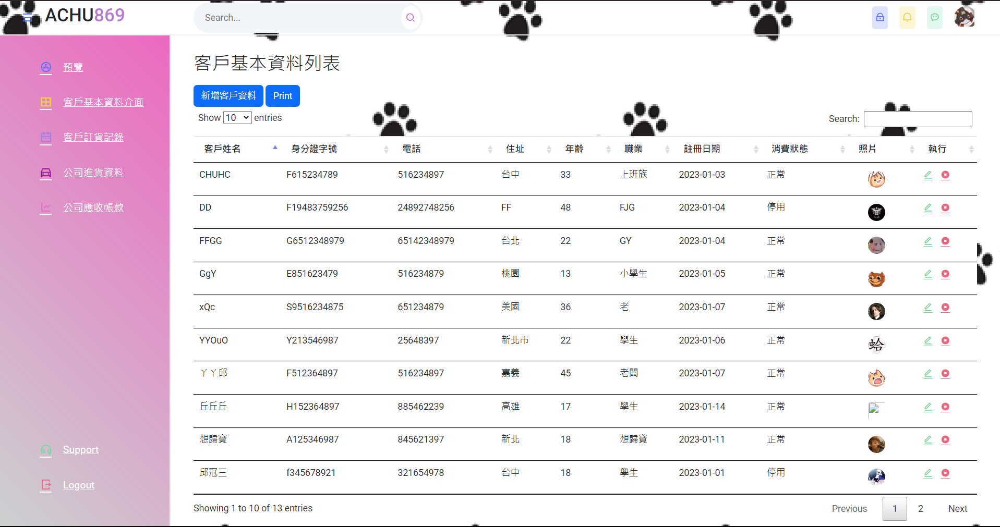 ACHU869
Search...
預覽
客戶基本資料介面
客戶訂貨記錄
公司進貨資料
公司應收帳款
Support
Logout
客戶基本資料列表
新增客戶資料 Print
Show 10 entries
Search:
客戶姓名 身分證字號 電話 住址 年齡 職業 註冊日期 消費狀態 照片 執行
CHUHC F615234789 516234897 台中 33 上班族 2023-01-03 正常
DD F19483759256 24892748256 FF 48 FJG 2023-01-04 停用
FFGG G6512348979 65142348979 台北 22 GY 2023-01-04 正常
GgY E851623479 516234879 桃園 13 小學生 2023-01-05 正常
xQc S9516234875 651234879 美國 36 老 2023-01-07 正常
YYOuO Y213546987 25648397 新北市 22 學生 2023-01-06 正常 蛤
丫丫邱 F512364897 516234897 嘉義 45 老闆 2023-01-07 正常
丘丘丘 H152364897 885462239 高雄 17 學生 2023-01-14 正常
想歸寶 A125346987 845621397 新北 18 想歸寶 2023-01-11 正常
邱冠三 f345678921 321654978 台中 18 學生 2023-01-01 停用
Showing 1 to 10 of 13 entries
Previous 1 2 Next